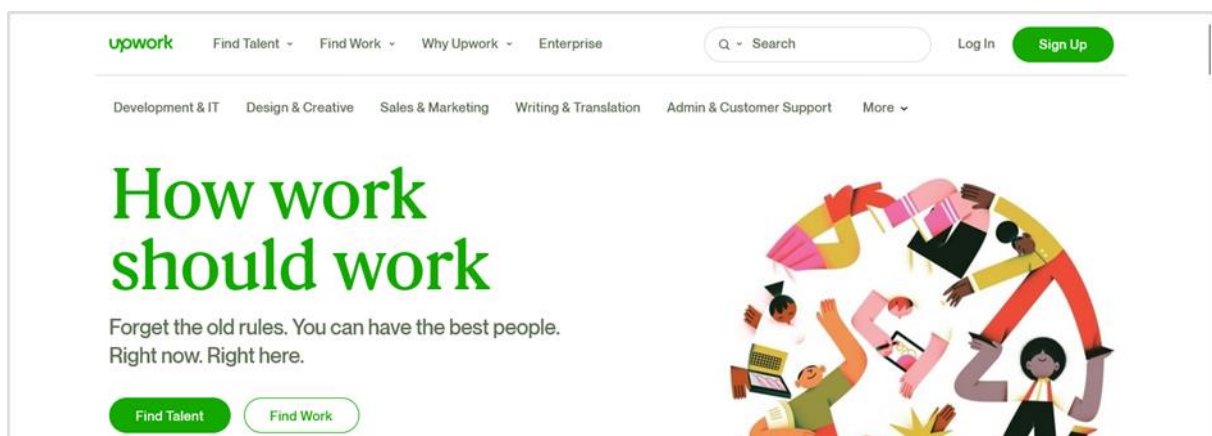 upwork Find Talent Find Work Why Upwork Enterprise Search Log In Sign Up
Development & IT Design & Creative Sales & Marketing Writing & Translation Admin & Customer Support More
How work
should work
Forget the old rules. You can have the best people.
Right now. Right here.
Find Talent Find Work